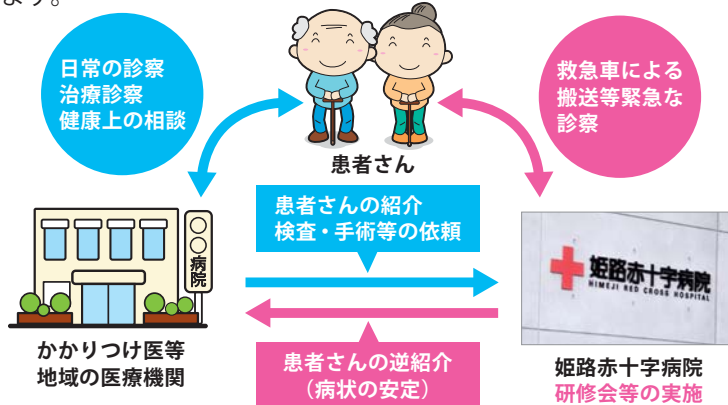 ます。
日常の診察
治療診察
健康上の相談
救急車による
搬送等緊急な
診察
患者さん
患者さんの紹介
検査・手術等の依頼
〇〇病院
姫路赤十字病院
HIMEJI RED CROSS HOSPITAL
かかりつけ医等
地域の医療機関
患者さんの逆紹介
（病状の安定）
姫路赤十字病院
研修会等の実施